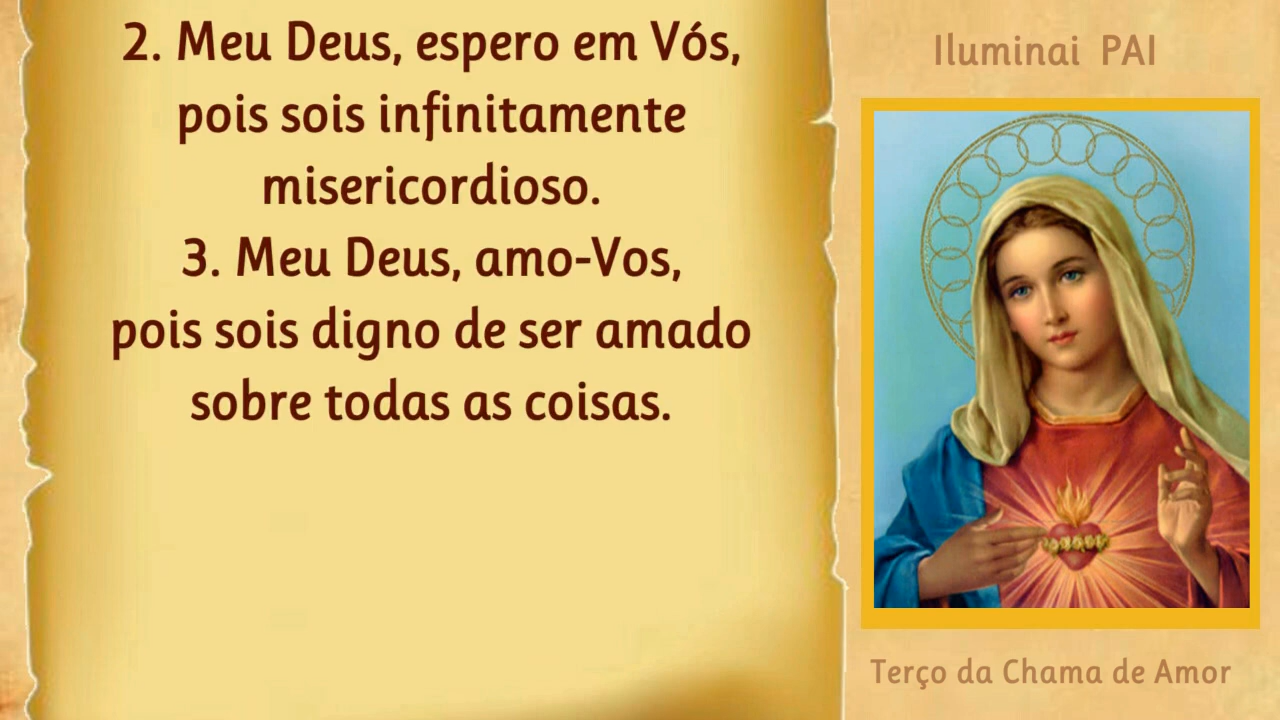 2. Meu Deus, espero em Vós,
pois sois infinitamente
misericordioso.
3. Meu Deus, amo-Vos,
pois sois digno de ser amado
sobre todas as coisas.
Iluminai PAI
Terço da Chama de Amor